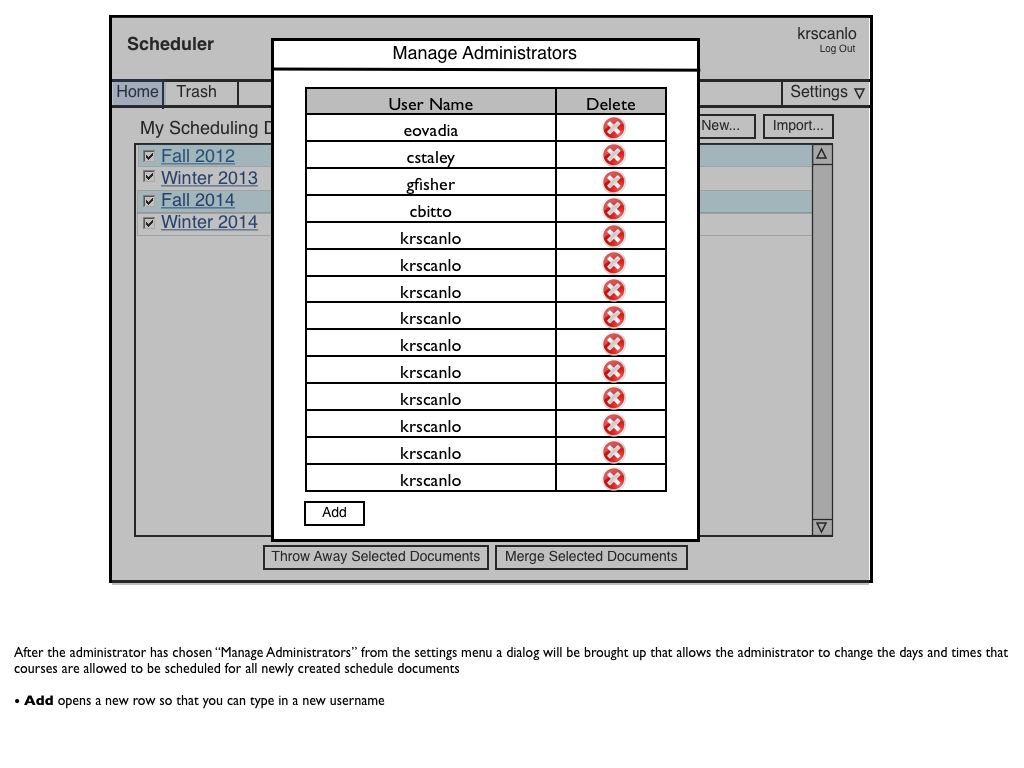 Scheduler
krscanlo
Log Out
Manage Administrators
Home
Trash
Settings
My Scheduling D
New...
Import...
User Name
Delete
eovadia
cstaley
gfisher
cbitto
krscanlo
krscanlo
krscanlo
krscanlo
krscanlo
krscanlo
krscanlo
krscanlo
krscanlo
krscanlo
Fall 2012
Winter 2013
Fall 2014
Winter 2014
Add
Throw Away Selected Documents
Merge Selected Documents
After the administrator has chosen “Manage Administrators” from the settings menu a dialog will be brought up that allows the administrator to change the days and times that
courses are allowed to be scheduled for all newly created schedule documents
• Add opens a new row so that you can type in a new username